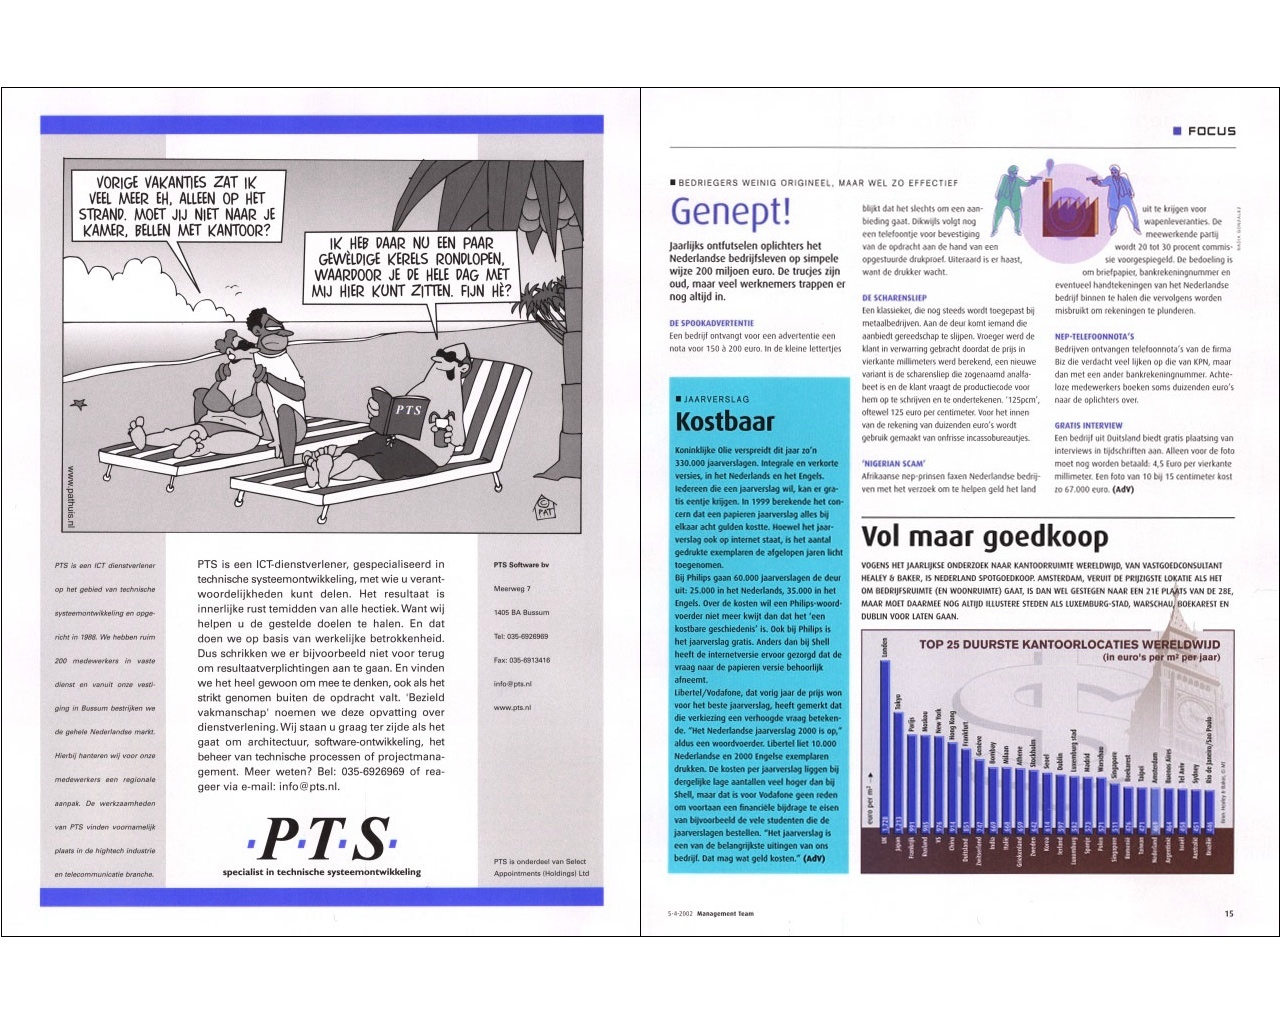 VORIGE VAKANTIES ZAT IK
VEEL MEER EH, ALLEEN OP HET
STRAND. MOET JIJ NIET NAAR JE
KAMER, BELLEN MET KANTOOR?
IK HEB DAAR NU EEN PAAR
GEWÈLDIGE KERELS RONDLOPEN,
WAARDOOR JE DE HELE DAG MET
MIJ HIER KUNT ZITTEN. FIJN HÈ?
PTS
www.pathuis.nl
© PAT
PTS is een ICT dienstverlener
op het gebied van technische
systeemontwikkeling en opge-
richt in 1988. We hebben ruim
200 medewerkers in vaste
dienst en vanuit onze vesti-
ging in Bussum bestrijken we
de gehele Nederlandse markt.
Hierbij hanteren wij voor onze
medewerkers een regionale
aanpak. De werkzaamheden
van PTS vinden voornamelijk
plaats in de hightech industrie
en telecommunicatie branche.
PTS is een ICT-dienstverlener, gespecialiseerd in
technische systeemontwikkeling, met wie u verant-
woordelijkheden kunt delen. Het resultaat is
innerlijke rust temidden van alle hectiek. Want wij
helpen u de gestelde doelen te halen. En dat
doen we op basis van werkelijke betrokkenheid.
Dus schrikken we er bijvoorbeeld niet voor terug
om resultaatverplichtingen aan te gaan. En vinden
we het heel gewoon om mee te denken, ook als het
strikt genomen buiten de opdracht valt. 'Bezield
vakmanschap' noemen we deze opvatting over
dienstverlening. Wij staan u graag ter zijde als het
gaat om architectuur, software-ontwikkeling, het
beheer van technische processen of projectmana-
gement. Meer weten? Bel: 035-6926969 of rea-
geer via e-mail: info@pts.nl.
·P·T·S·
specialist in technische systeemontwikkeling
PTS Software bv
Meerweg 7
1405 BA Bussum
Tel: 035-6926969
Fax: 035-6913416
info@pts.nl
www.pts.nl
PTS is onderdeel van Select
Appointments (Holdings) Ltd
FOCUS
BEDRIEGERS WEINIG ORIGINEEL, MAAR WEL ZO EFFECTIEF
Genept!
Jaarlijks ontfutselen oplichters het
Nederlandse bedrijfsleven op simpele
wijze 200 miljoen euro. De trucjes zijn
oud, maar veel werknemers trappen er
nog altijd in.
DE SPOOKADVERTENTIE
Een bedrijf ontvangt voor een advertentie een
nota voor 150 à 200 euro. In de kleine lettertjes
blijkt dat het slechts om een aan-
bieding gaat. Dikwijls volgt nog
een telefoontje voor bevestiging
van de opdracht aan de hand van een
opgestuurde drukproef. Uiteraard is er haast,
want de drukker wacht.
DE SCHARENSLIEP
Een klassieker, die nog steeds wordt toegepast bij
metaalbedrijven. Aan de deur komt iemand die
aanbiedt gereedschap te slijpen. Vroeger werd de
klant in verwarring gebracht doordat de prijs in
vierkante millimeters werd berekend, een nieuwe
variant is de scharensliep die zogenaamd analfa-
beet is en de klant vraagt de productiecode voor
hem op te schrijven en te ondertekenen. '125pcm',
oftewel 125 euro per centimeter. Voor het innen
van de rekening van duizenden euro's wordt
gebruik gemaakt van onfrisse incassobureautjes.
'NIGERIAN SCAM'
Afrikaanse nep-prinsen faxen Nederlandse bedrij-
ven met het verzoek om te helpen geld het land
uit te krijgen voor
wapenleveranties. De
meewerkende partij
wordt 20 tot 30 procent commis-
sie voorgespiegeld. De bedoeling is
om briefpapier, bankrekeningnummer en
eventueel handtekeningen van het Nederlandse
bedrijf binnen te halen die vervolgens worden
misbruikt om rekeningen te plunderen.
NEP-TELEFOONNOTA'S
Bedrijven ontvangen telefoonnota's van de firma
Biz die verdacht veel lijken op die van KPN, maar
dan met een ander bankrekeningnummer. Achte-
loze medewerkers boeken soms duizenden euro's
naar de oplichters over.
GRATIS INTERVIEW
Een bedrijf uit Duitsland biedt gratis plaatsing van
interviews in tijdschriften aan. Alleen voor de foto
moet nog worden betaald: 4,5 Euro per vierkante
millimeter. Een foto van 10 bij 15 centimeter kost
zo 67.000 euro. (AdV)
JAARVERSLAG
Kostbaar
Koninklijke Olie verspreidt dit jaar zo'n
330.000 jaarverslagen. Integrale en verkorte
versies, in het Nederlands en het Engels.
Iedereen die een jaarverslag wil, kan er gra-
tis eentje krijgen. In 1999 berekende het con-
cern dat een papieren jaarverslag alles bij
elkaar acht gulden kostte. Hoewel het jaar-
verslag ook op internet staat, is het aantal
gedrukte exemplaren de afgelopen jaren licht
toegenomen.
Bij Philips gaan 60.000 jaarverslagen de deur
uit: 25.000 in het Nederlands, 35.000 in het
Engels. Over de kosten wil een Philips-woord-
voerder niet meer kwijt dan dat het 'een
kostbare geschiedenis' is. Ook bij Philips is
het jaarverslag gratis. Anders dan bij Shell
heeft de internetversie ervoor gezorgd dat de
vraag naar de papieren versie behoorlijk
afneemt.
Libertel/Vodafone, dat vorig jaar de prijs won
voor het beste jaarverslag, heeft gemerkt dat
die verkiezing een verhoogde vraag beteken-
de. "Het Nederlandse jaarverslag 2000 is op,"
aldus een woordvoerder. Libertel liet 10.000
Nederlandse en 2000 Engelse exemplaren
drukken. De kosten per jaarverslag liggen bij
dergelijke lage aantallen veel hoger dan bij
Shell, maar dat is voor Vodafone geen reden
om voortaan een financiële bijdrage te eisen
van bijvoorbeeld de vele studenten die de
jaarverslagen bestellen. "Het jaarverslag is
een van de belangrijkste uitingen van ons
bedrijf. Dat mag wat geld kosten." (AdV)
Vol maar goedkoop
VOGENS HET JAARLIJKSE ONDERZOEK NAAR KANTOORRUIMTE WERELDWIJD, VAN VASTGOEDCONSULTANT
HEALEY & BAKER, IS NEDERLAND SPOTGOEDKOOP. AMSTERDAM, VERUIT DE PRIJZIGSTE LOKATIE ALS HET
OM BEDRIJFSRUIMTE (EN WOONRUIMTE) GAAT, IS DAN WEL GESTEGEN NAAR EEN 21E PLAATS VAN DE 28E,
MAAR MOET DAARMEE NOG ALTIJD ILLUSTERE STEDEN ALS LUXEMBURG-STAD, WARSCHAU, BOEKAREST EN
DUBLIN VOOR LATEN GAAN.
TOP 25 DUURSTE KANTOORLOCATIES WERELDWIJD
(in euro's per m² per jaar)
euro per m²
Londen
Tokyo
Parijs
Moskou
New York
Hong Kong
Frankfurt
Genève
Bombay
Milaan
Athene
Stockholm
Seoel
Dublin
Luxemburg stad
Madrid
Warschau
Singapore
Boekarest
Taipei
Amsterdam
Buenos Aires
Tel Aviv
Sydney
Rio de Janeiro/Sao Paulo
UK
Japan
Frankrijk
Rusland
VS
China
Duitsland
Zwitserland
India
Italië
Griekenland
Zweden
Korea
Ierland
Luxemburg
Spanje
Polen
Singapore
Roemenië
Taiwan
Nederland
Argentinië
Israël
Australië
Brazilië
5-4-2002 Management Team
15